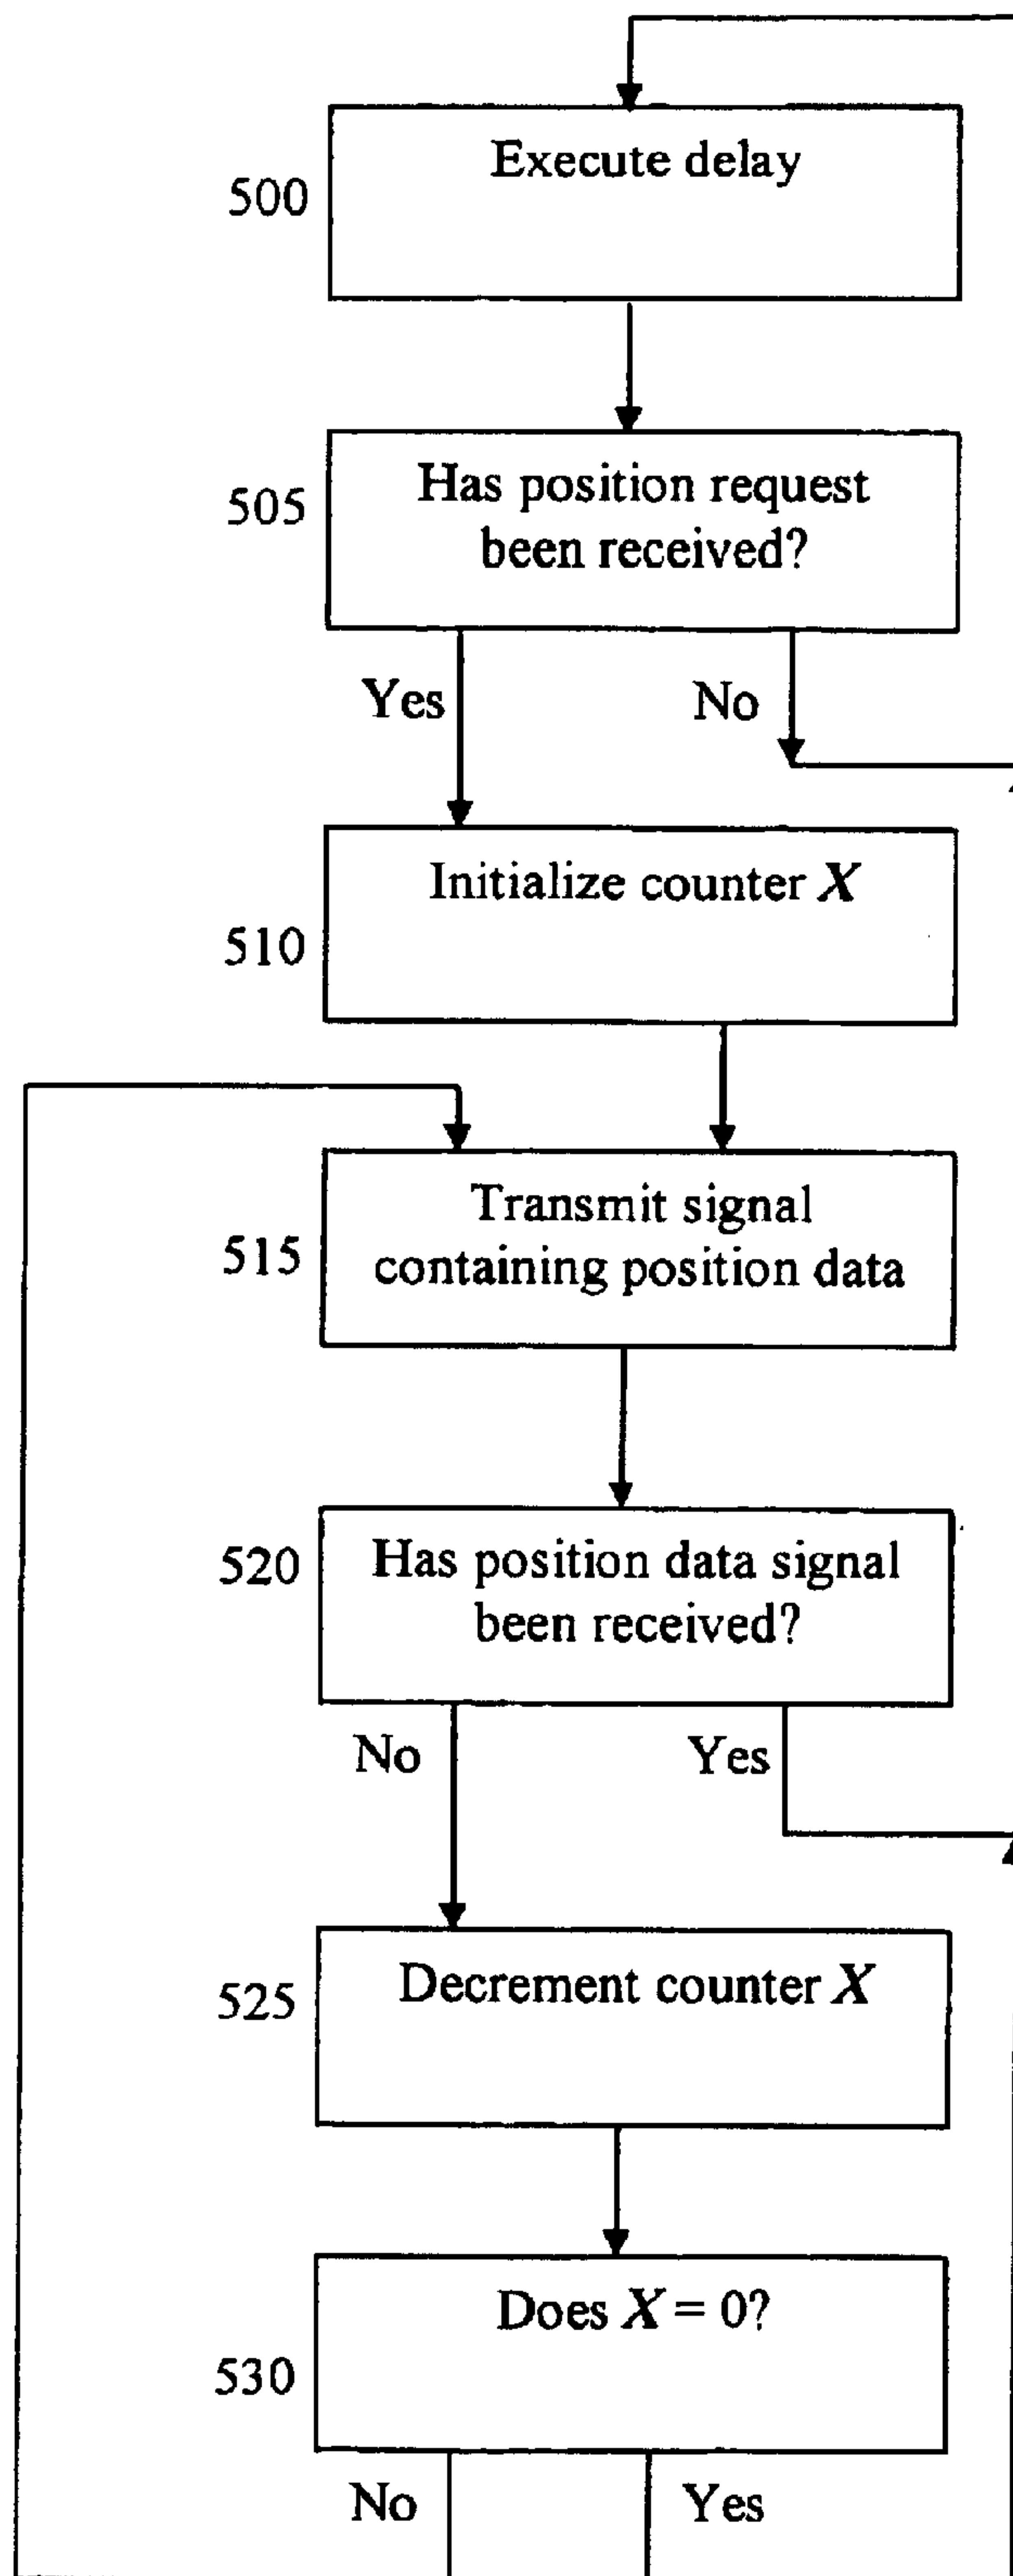 Execute delay
500
Has position request
505
been received?
Yes
No
Initialize counter X
510
Transmit signal
515
containing position data
520
Has position data signal
been received?
No
Yes
Decrement counter X
525
Does X = 0?
530
No
Yes